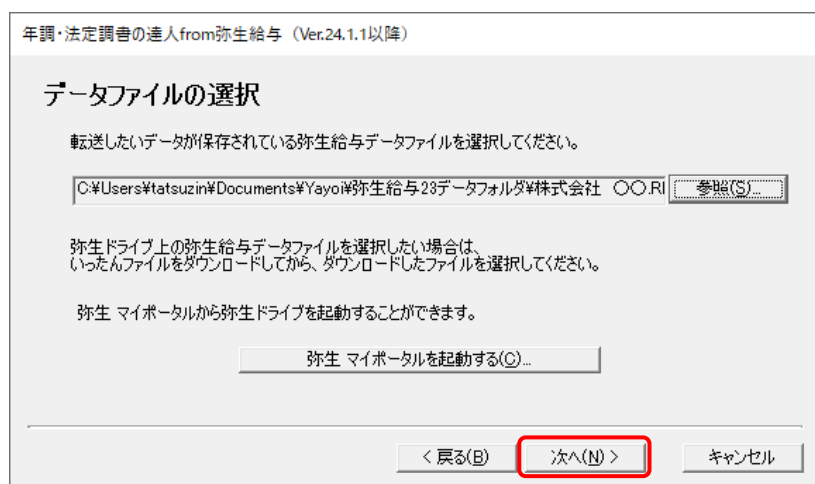 年調・法定調書の達人from弥生給与（Ver.24.1.1以降）
データファイルの選択
転送したいデータが保存されている弥生給与データファイルを選択してください。
C:¥Users¥tatsuzin¥Documents¥Yayoi¥弥生給与23データフォルダ¥株式会社　〇〇.RI
参照(S)...
弥生ドライブ上の弥生給与データファイルを選択したい場合は、
いったんファイルをダウンロードしてから、ダウンロードしたファイルを選択してください。
弥生 マイポータルから弥生ドライブを起動することができます。
弥生 マイポータルを起動する(C)...
< 戻る(B) 次へ(N) > キャンセル